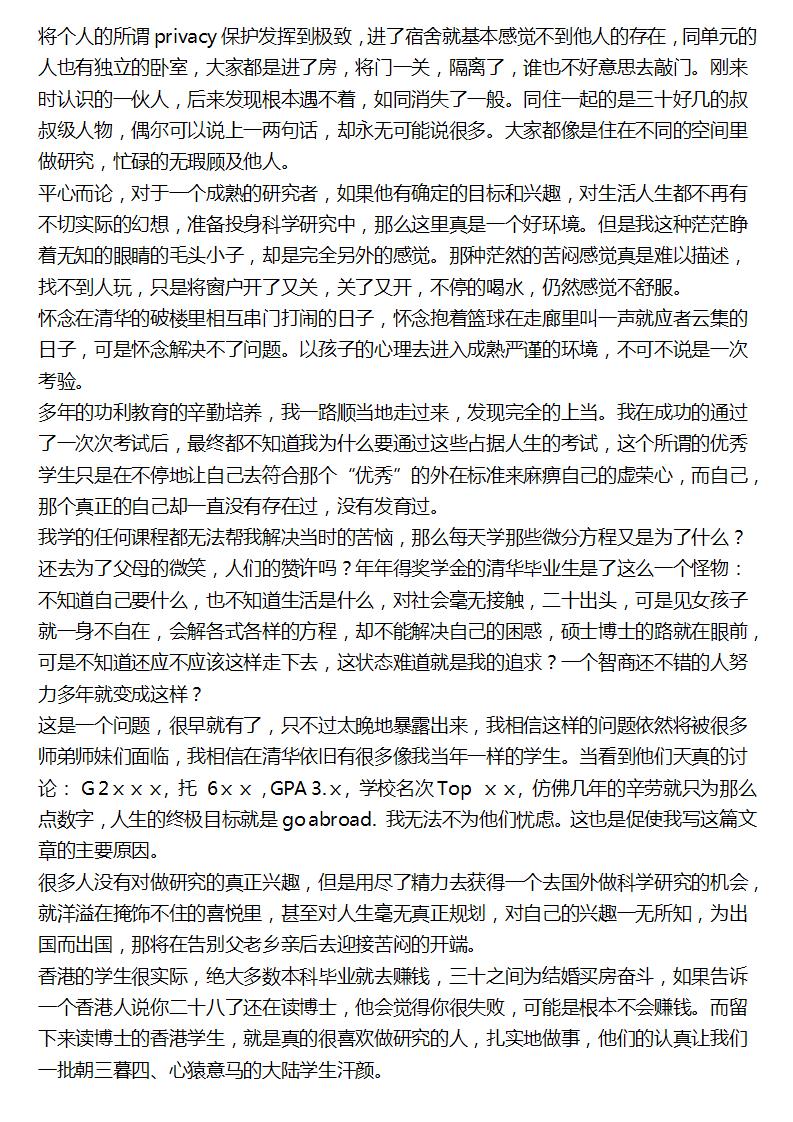 将个人的所谓 privacy 保护发挥到极致，进了宿舍就基本感觉不到他人的存在，同单元的
人也有独立的卧室，大家都是进了房，将门一关，隔离了，谁也不好意思去敲门。刚来
时认识的一伙人，后来发现根本遇不着，如同消失了一般。同住一起的是三十好几的叔
叔级人物，偶尔可以说上一两句话，却永无可能说很多。大家都像是住在不同的空间里
做研究，忙碌的无瑕顾及他人。
平心而论，对于一个成熟的研究者，如果他有确定的目标和兴趣，对生活人生都不再有
不切实际的幻想，准备投身科学研究中，那么这里真是一个好环境。但是我这种茫茫睁
着无知的眼睛的毛头小子，却是完全另外的感觉。那种茫然的苦闷感觉真是难以描述，
找不到人玩，只是将窗户开了又关，关了又开，不停的喝水，仍然感觉不舒服。
怀念在清华的破楼里相互串门打闹的日子，怀念抱着篮球在走廊里叫一声就应者云集的
日子，可是怀念解决不了问题。以孩子的心理去进入成熟严谨的环境，不可不说是一次
考验。
多年的功利教育的辛勤培养，我一路顺当地走过来，发现完全的上当。我在成功的通过
了一次次考试后，最终都不知道我为什么要通过这些占据人生的考试，这个所谓的优秀
学生只是在不停地让自己去符合那个“优秀”的外在标准来麻痹自己的虚荣心，而自己，
那个真正的自己却一直没有存在过，没有发育过。
我学的任何课程都无法帮我解决当时的苦恼，那么每天学那些微分方程又是为了什么？
还去为了父母的微笑，人们的赞许吗？年年得奖学金的清华毕业生是了这么一个怪物：
不知道自己要什么，也不知道生活是什么，对社会毫无接触，二十出头，可是见女孩子
就一身不自在，会解各式各样的方程，却不能解决自己的困惑，硕士博士的路就在眼前，
可是不知道还应不应该这样走下去，这状态难道就是我的追求？一个智商还不错的人努
力多年就变成这样？
这是一个问题，很早就有了，只不过太晚地暴露出来，我相信这样的问题依然将被很多
师弟师妹们面临，我相信在清华依旧有很多像我当年一样的学生。当看到他们天真的讨
论： G 2ｘｘｘ, 托 6ｘｘ , GPA 3. x, 学校名次 Top ｘｘ, 仿佛几年的辛劳就只为那么
点数字，人生的终极目标就是 go abroad. 我无法不为他们忧虑。这也是促使我写这篇文
章的主要原因。
很多人没有对做研究的真正兴趣，但是用尽了精力去获得一个去国外做科学研究的机会，
就洋溢在掩饰不住的喜悦里，甚至对人生毫无真正规划，对自己的兴趣一无所知，为出
国而出国，那将在告别父老乡亲后去迎接苦闷的开端。
香港的学生很实际，绝大多数本科毕业就去赚钱，三十之间为结婚买房奋斗，如果告诉
一个香港人说你二十八了还在读博士，他会觉得你很失败，可能是根本不会赚钱。而留
下来读博士的香港学生，就是真的很喜欢做研究的人，扎实地做事，他们的认真让我们
一批朝三暮四、心猿意马的大陆学生汗颜。